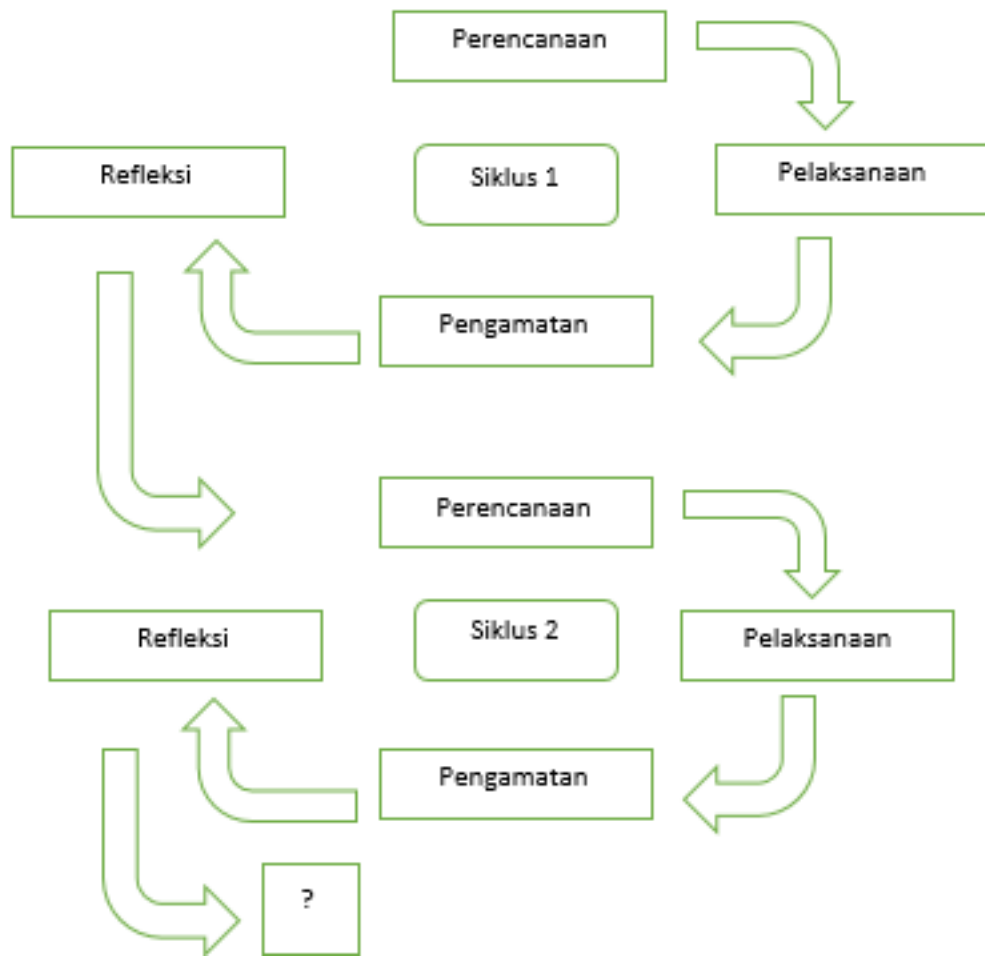 Perencanaan
Refleksi
Siklus 1
Pelaksanaan
Pengamatan
Perencanaan
Refleksi
Siklus 2
Pelaksanaan
Pengamatan
?